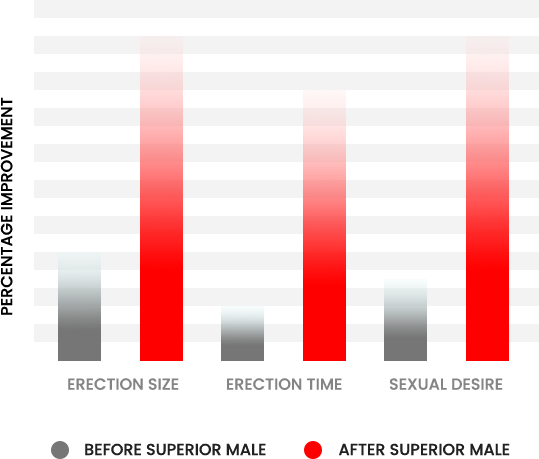 PERCENTAGE IMPROVEMENT
ERECTION SIZE
ERECTION TIME
SEXUAL DESIRE
BEFORE SUPERIOR MALE
AFTER SUPERIOR MALE